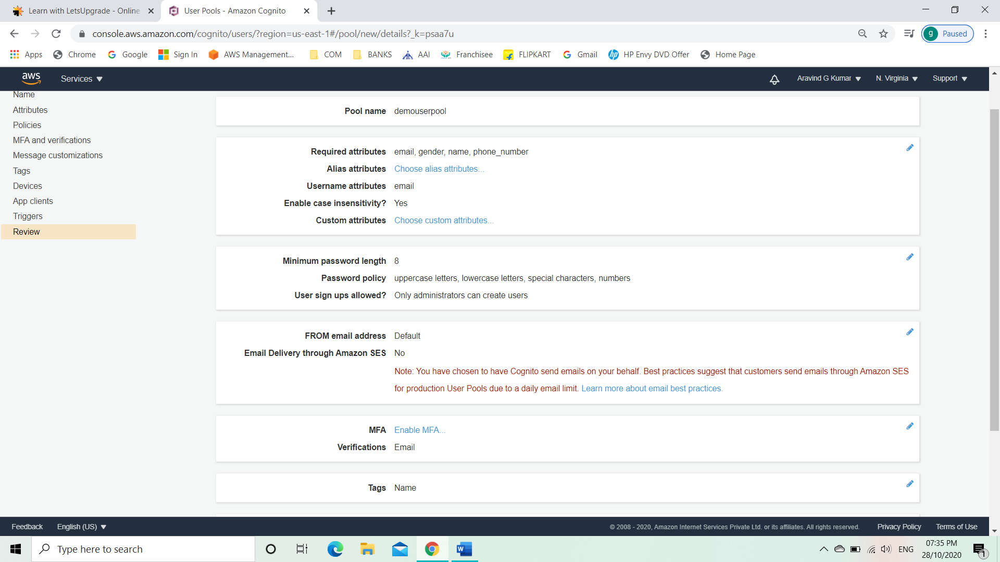 Learn with LetsUpgrade - Online
User Pools - Amazon Cognito
console.aws.amazon.com/cognito/users/?region=us-east-1#/pool/new/details?_k=psaa7u
g Paused
Apps Chrome Google Sign In AWS Management... COM BANKS AAI Franchisee FLIPKART Gmail HP Envy DVD Offer Home Page
aws Services Aravind G Kumar N. Virginia Support
Name
Attributes
Policies
MFA and verifications
Message customizations
Tags
Devices
App clients
Triggers
Review
Pool name demouserpool
Required attributes email, gender, name, phone_number
Alias attributes Choose alias attributes...
Username attributes email
Enable case insensitivity? Yes
Custom attributes Choose custom attributes...
Minimum password length 8
Password policy uppercase letters, lowercase letters, special characters, numbers
User sign ups allowed? Only administrators can create users
FROM email address Default
Email Delivery through Amazon SES No
Note: You have chosen to have Cognito send emails on your behalf. Best practices suggest that customers send emails through Amazon SES
for production User Pools due to a daily email limit. Learn more about email best practices.
MFA Enable MFA...
Verifications Email
Tags Name
Feedback English (US) © 2008 - 2020, Amazon Internet Services Private Ltd. or its affiliates. All rights reserved. Privacy Policy Terms of Use
Type here to search
ENG
07:35 PM
28/10/2020
1